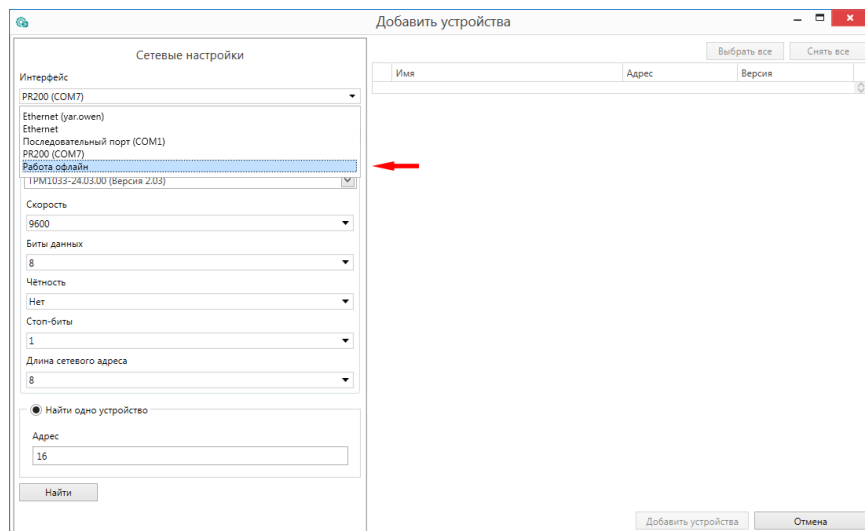 Добавить устройства
Сетевые настройки
Выбрать все
Снять все
Интерфейс
Имя
Адрес
Версия
PR200 (COM7)
Ethernet (yar.owen)
Ethernet
Последовательный порт (COM1)
PR200 (COM7)
Работа офлайн
ТРМ1033-24.03.00 (Версия 2.03)
Скорость
9600
Биты данных
8
Чётность
Нет
Стоп-биты
1
Длина сетевого адреса
8
Найти одно устройство
Адрес
16
Найти
Добавить устройства
Отмена